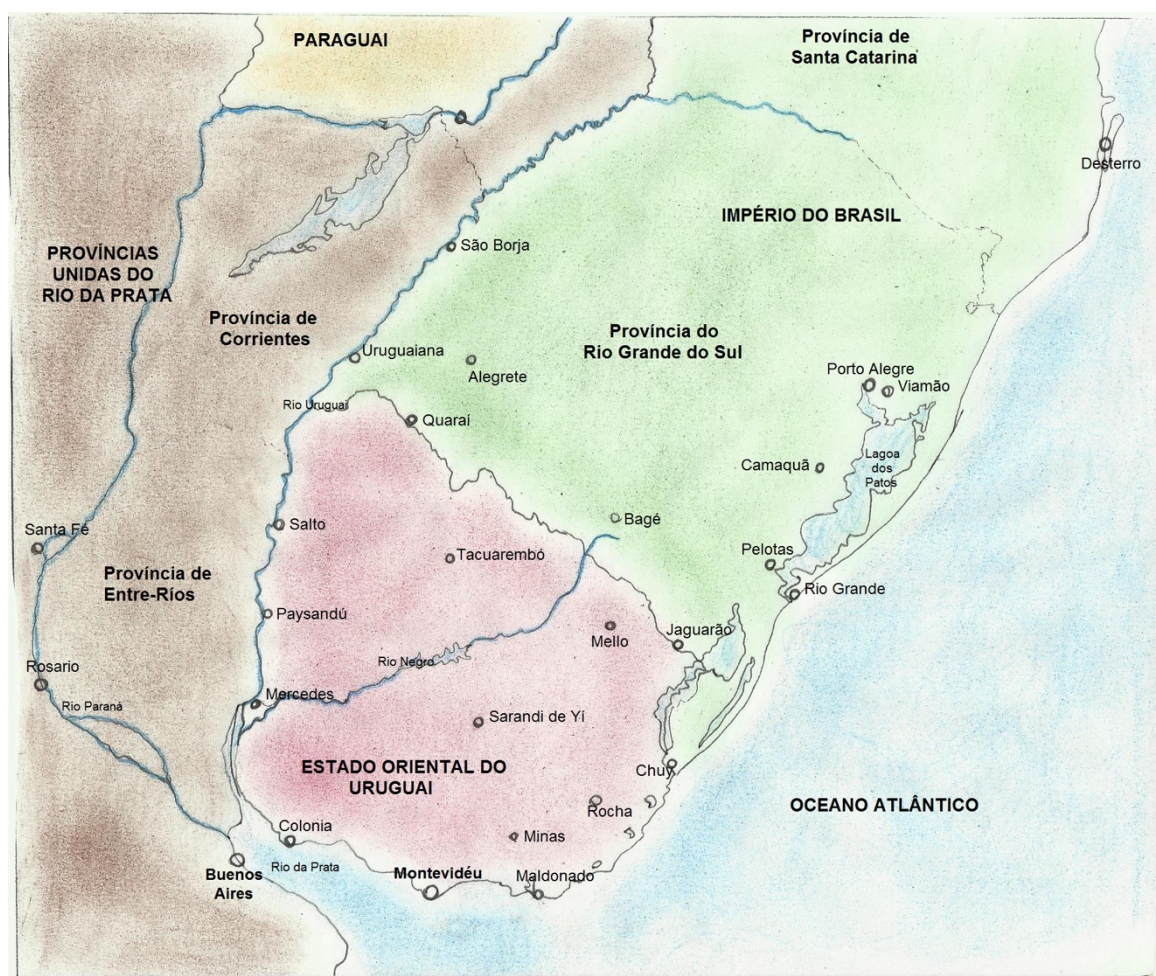 PARAGUAI
Província de
Santa Catarina
Desterro
IMPÉRIO DO BRASIL
São Borja
PROVÍNCIAS
UNIDAS DO
RIO DA PRATA
Província de
Corrientes
Província do
Rio Grande do Sul
Uruguaiana
Alegrete
Porto Alegre
Viamão
Rio Uruguai
Quaraí
Lagoa
dos
Patos
Camaquã
Santa Fé
Salto
Bagé
Tacuarembó
Pelotas
Província de
Entre-Ríos
Rio Grande
Paysandú
Mello
Jaguarão
Rio Negro
Rosario
Mercedes
Rio Paraná
Sarandi de Yí
ESTADO ORIENTAL DO
URUGUAI
Chuy
OCEANO ATLÂNTICO
Rocha
Colonia
Minas
Rio da Prata
Buenos
Aires
Montevidéu
Maldonado